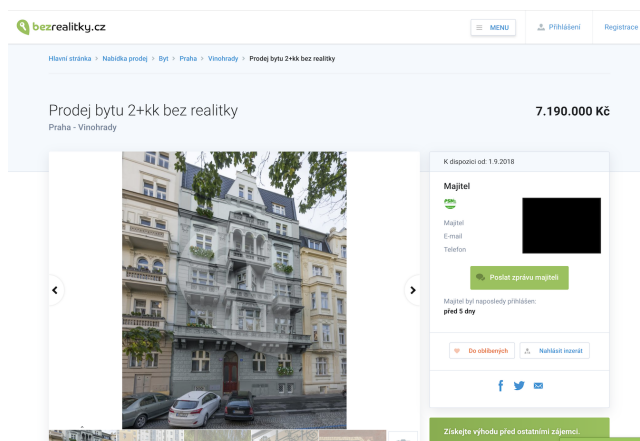 bezrealitky.cz
MENU
Přihlášení
Registrace
Hlavní stránka > Nabídka prodej > Byt > Praha > Vinohrady > Prodej bytu 2+kk bez realitky
Prodej bytu 2+kk bez realitky
7.190.000 Kč
Praha - Vinohrady
K dispozici od: 1.9.2018
Majitel
Majitel
E-mail
Telefon
Poslat zprávu majiteli
Majitel byl naposledy přihlášen:
před 5 dny
Do oblíbených
Nahlásit inzerát
Získejte výhodu před ostatními zájemci.